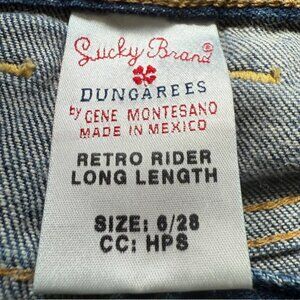 Lucky Brand®
DUNGAREES
by GENE MONTESANO
MADE IN MEXICO
RETRO RIDER
LONG LENGTH
SIZE: 6/28
CC: HPS